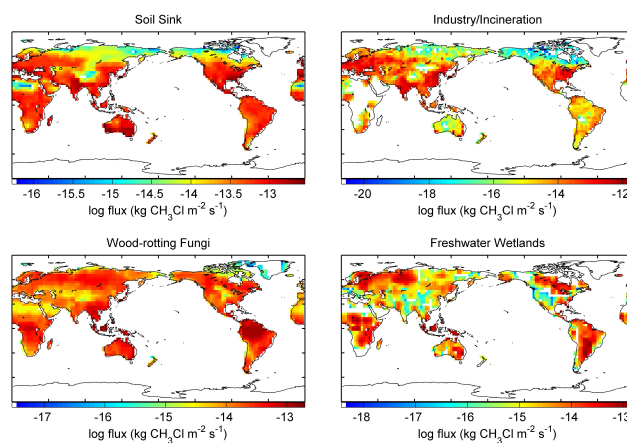 Soil Sink
Industry/Incineration
-16 -15.5 -15 -14.5 -14 -13.5 -13
-20 -18 -16 -14 -12
log flux (kg CH₃Cl m⁻² s⁻¹)
log flux (kg CH₃Cl m⁻² s⁻¹)
Wood-rotting Fungi
Freshwater Wetlands
-17 -16 -15 -14 -13
-18 -17 -16 -15 -14 -13
log flux (kg CH₃Cl m⁻² s⁻¹)
log flux (kg CH₃Cl m⁻² s⁻¹)